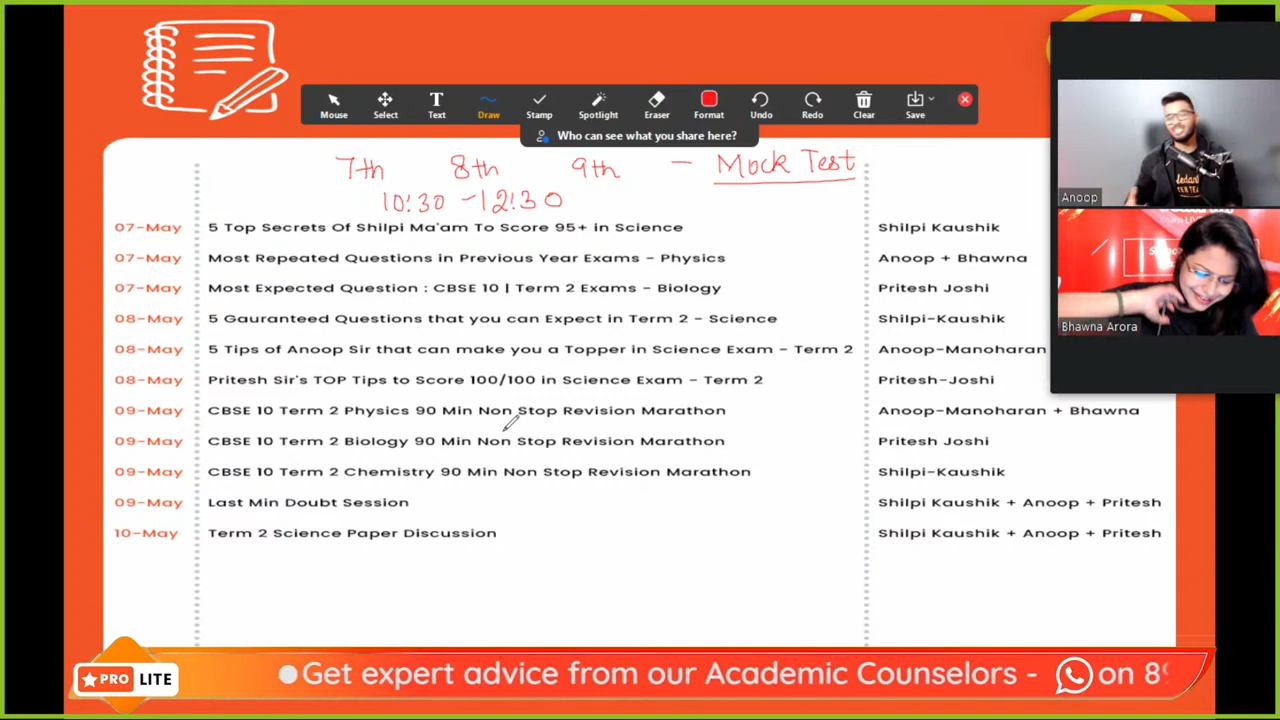 Mouse Select Text Draw Stamp Spotlight Eraser Format Undo Redo Clear Save
Who can see what you share here?
7th 8th 9th - Mock Test
10:30 - 12:30
07-May 5 Top Secrets Of Shilpi Ma'am To Score 95+ in Science Shilpi Kaushik
07-May Most Repeated Questions in Previous Year Exams - Physics Anoop + Bhawna
07-May Most Expected Question : CBSE 10 | Term 2 Exams - Biology Pritesh Joshi
08-May 5 Gauranteed Questions that you can Expect in Term 2 - Science Shilpi-Kaushik
08-May 5 Tips of Anoop Sir that can make you a Topper in Science Exam - Term 2 Anoop-Manoharan
08-May Pritesh Sir's TOP Tips to Score 100/100 in Science Exam - Term 2 Pritesh-Joshi
09-May CBSE 10 Term 2 Physics 90 Min Non Stop Revision Marathon Anoop-Manoharan + Bhawna
09-May CBSE 10 Term 2 Biology 90 Min Non Stop Revision Marathon Pritesh Joshi
09-May CBSE 10 Term 2 Chemistry 90 Min Non Stop Revision Marathon Shilpi-Kaushik
09-May Last Min Doubt Session Shilpi Kaushik + Anoop + Pritesh
10-May Term 2 Science Paper Discussion Shilpi Kaushik + Anoop + Pritesh
Anoop
Bhawna Arora
PRO LITE
Get expert advice from our Academic Counselors - on 89